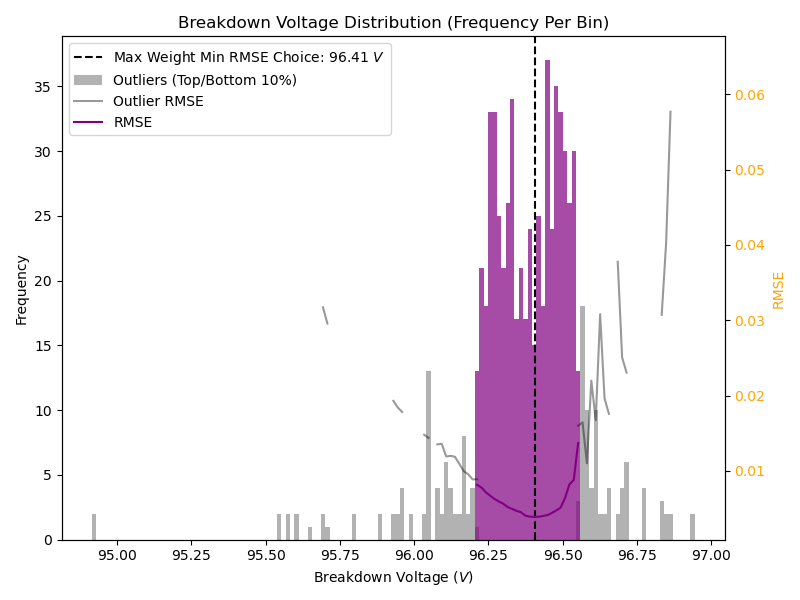 Breakdown Voltage Distribution (Frequency Per Bin)
Max Weight Min RMSE Choice: 96.41 V
Outliers (Top/Bottom 10%)
Outlier RMSE
RMSE
Frequency
35
30
25
20
15
10
5
0
0.06
0.05
0.04
0.03
0.02
0.01
RMSE
95.00 95.25 95.50 95.75 96.00 96.25 96.50 96.75 97.00
Breakdown Voltage (V)